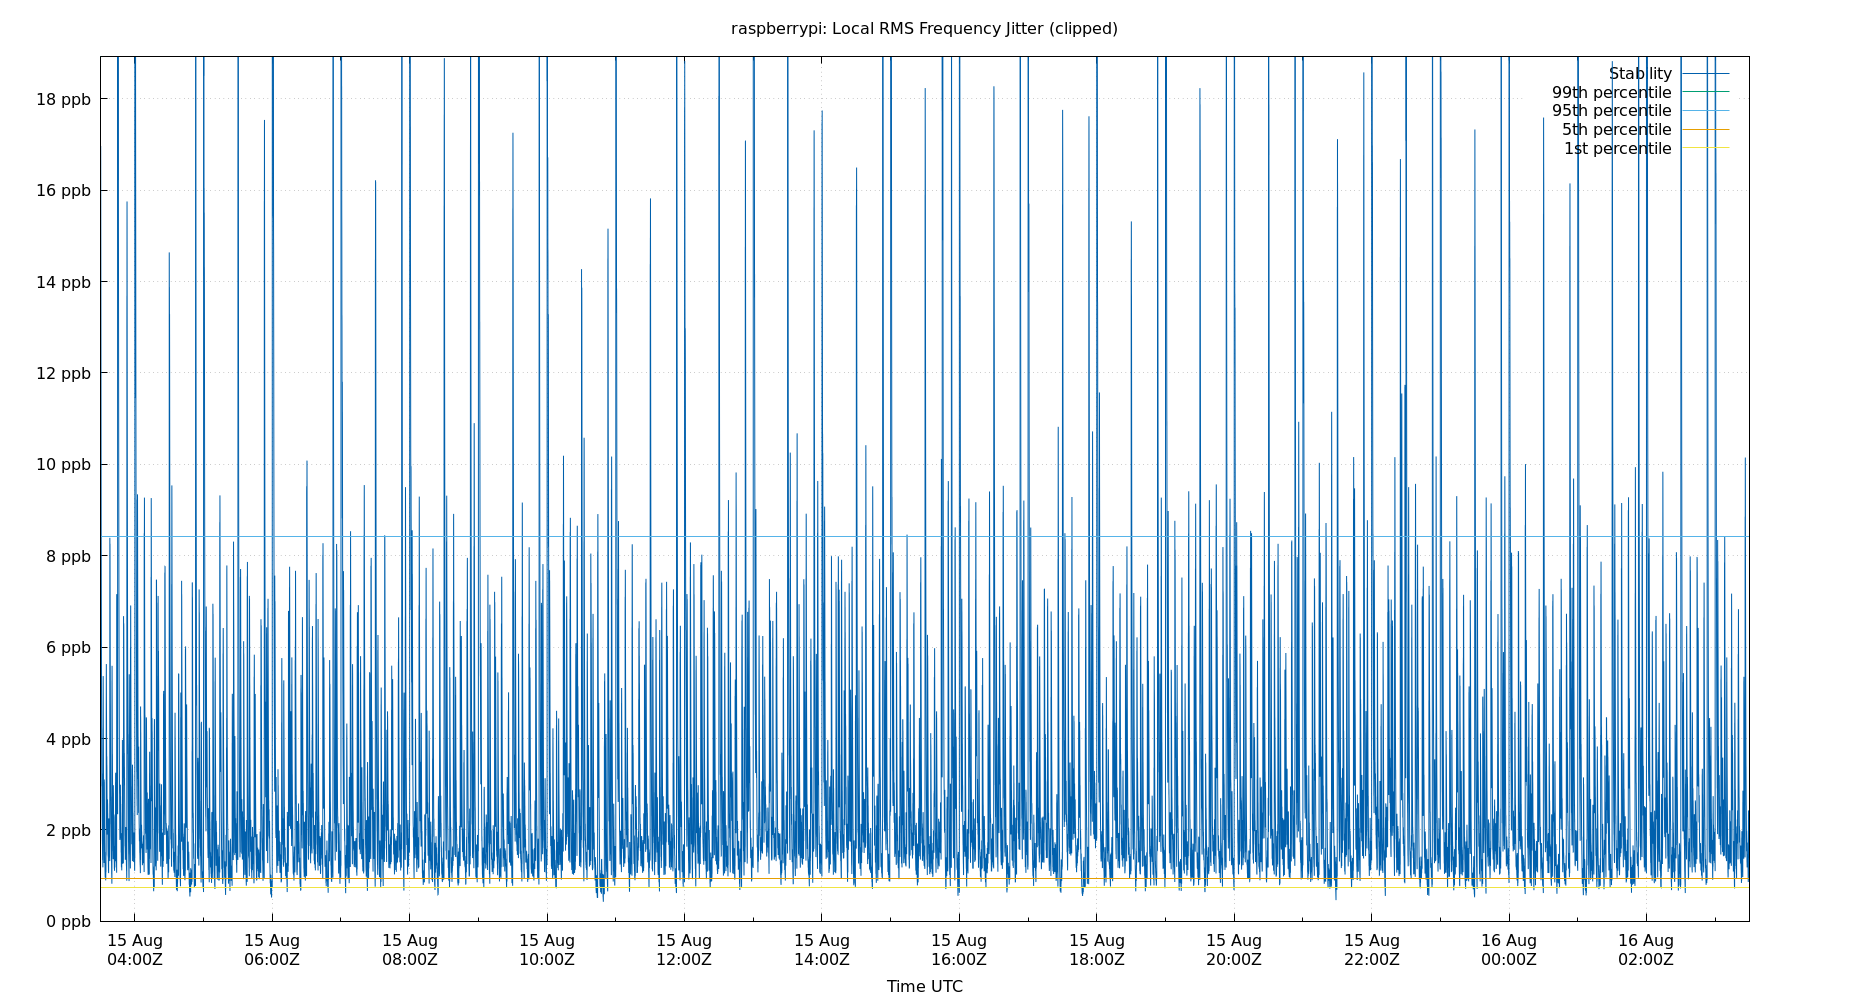 raspberrypi: Local RMS Frequency Jitter (clipped)
Stability
99th percentile
95th percentile
5th percentile
1st percentile
18 ppb
16 ppb
14 ppb
12 ppb
10 ppb
8 ppb
6 ppb
4 ppb
2 ppb
0 ppb
15 Aug 15 Aug 15 Aug 15 Aug 15 Aug 15 Aug 15 Aug 15 Aug 15 Aug 15 Aug 16 Aug 16 Aug
04:00Z 06:00Z 08:00Z 10:00Z 12:00Z 14:00Z 16:00Z 18:00Z 20:00Z 22:00Z 00:00Z 02:00Z
Time UTC